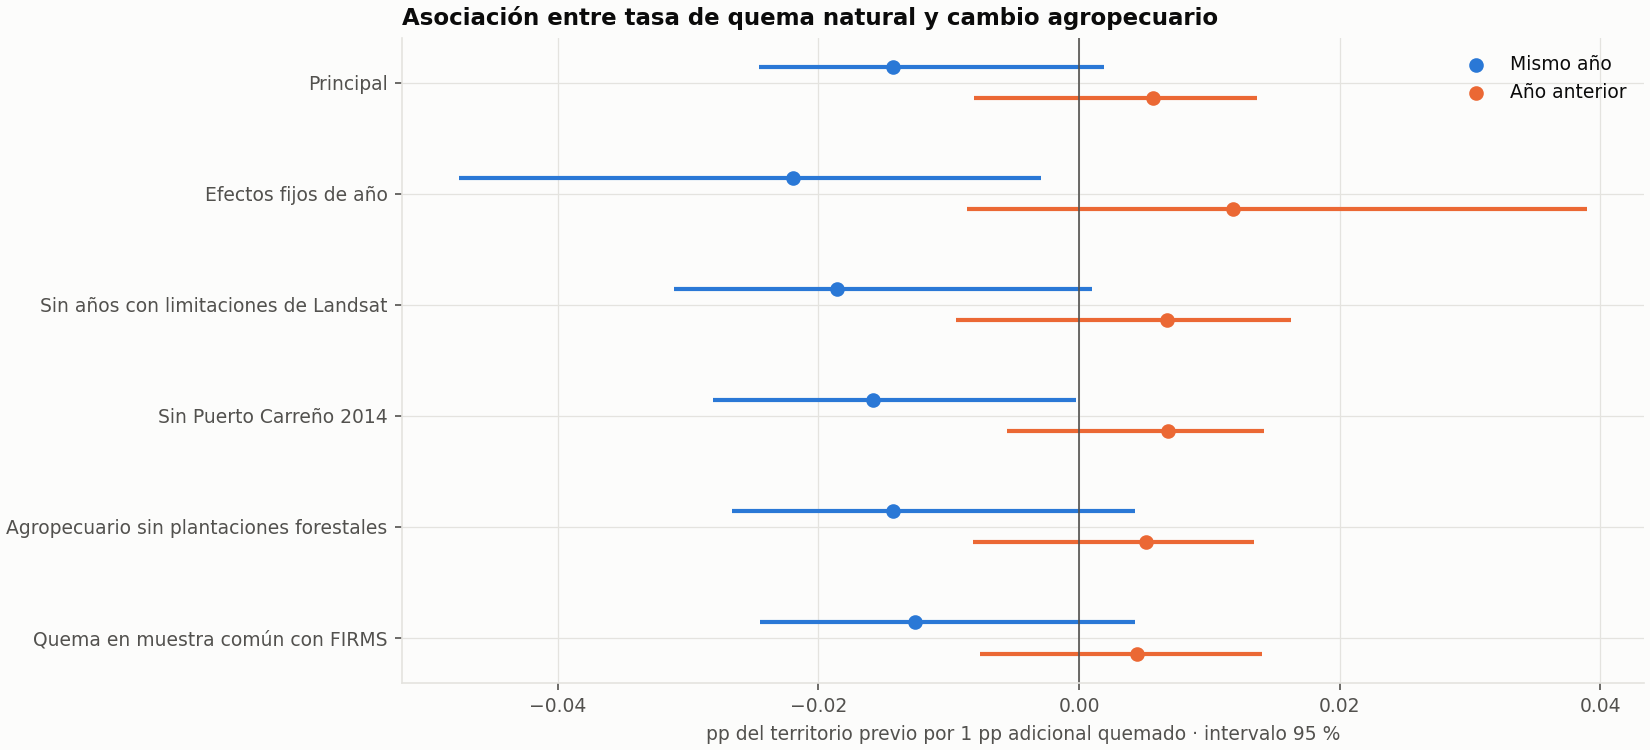 Asociación entre tasa de quema natural y cambio agropecuario
Mismo año
Año anterior
Principal
Efectos fijos de año
Sin años con limitaciones de Landsat
Sin Puerto Carreño 2014
Agropecuario sin plantaciones forestales
Quema en muestra común con FIRMS
−0.04 −0.02 0.00 0.02 0.04
pp del territorio previo por 1 pp adicional quemado · intervalo 95 %